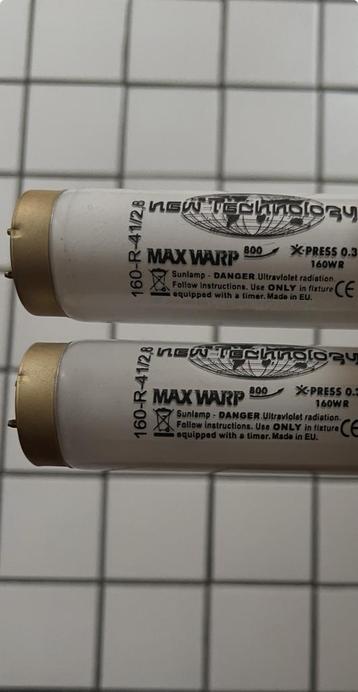 160-R-41/2,8
NEW TECHNOLOGY
MAX WARP 800
X-PRESS 0.3
160WR
Sunlamp - DANGER Ultraviolet radiation.
Follow instructions. Use ONLY in fixture CE
equipped with a timer. Made in EU.
160-R-41/2,8
NEW TECHNOLOGY
MAX WARP 800
X-PRESS 0.3
160WR
Sunlamp - DANGER Ultraviolet radiation.
Follow instructions. Use ONLY in fixture CE
equipped with a timer. Made in EU.